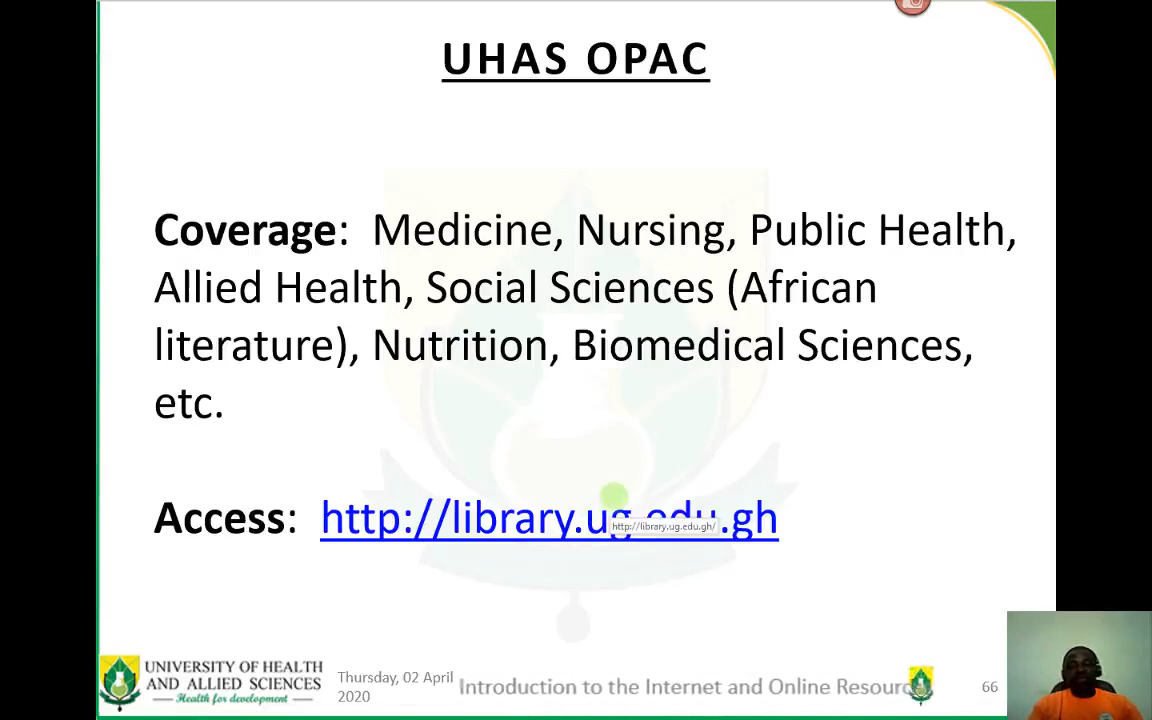 UHAS OPAC
Coverage: Medicine, Nursing, Public Health,
Allied Health, Social Sciences (African
literature), Nutrition, Biomedical Sciences,
etc.
Access: http://library.ug.edu.gh
http://library.ug.edu.gh/
UNIVERSITY OF HEALTH
AND ALLIED SCIENCES
Health for development
Thursday, 02 April
2020
Introduction to the Internet and Online
66